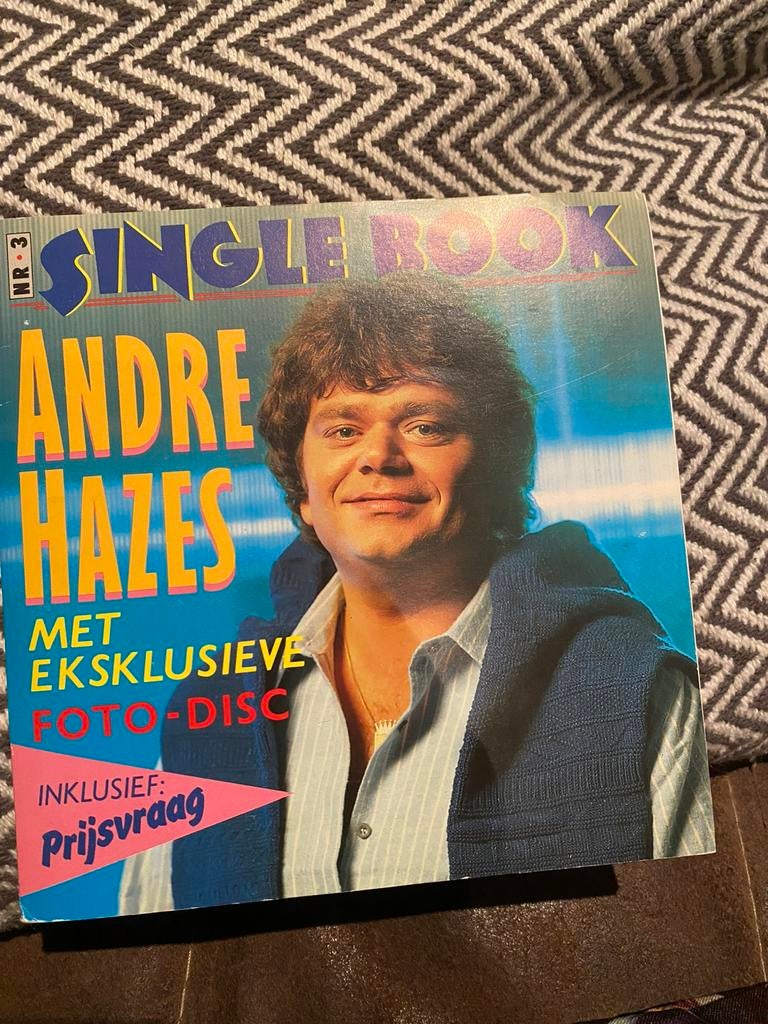 NR • 3
SINGLE BOOK
ANDRE
HAZES
MET
EKSKLUSIEVE
FOTO-DISC
INKLUSIEF:
Prijsvraag